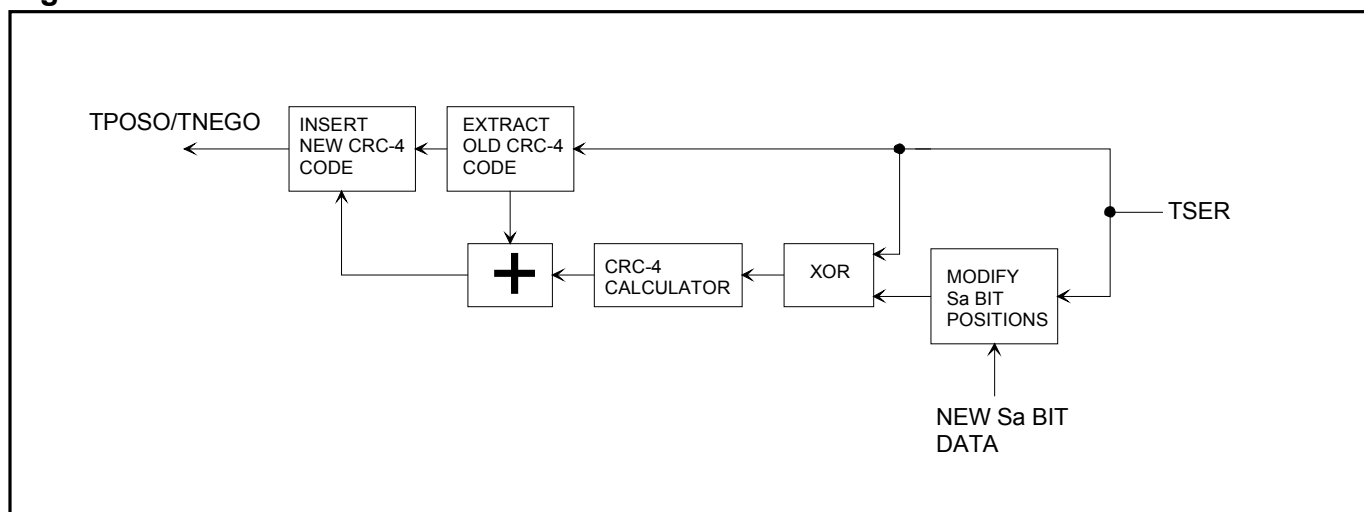 TPOSO/TNEGO
INSERT
NEW CRC-4
CODE
EXTRACT
OLD CRC-4
CODE
TSER
+
CRC-4
CALCULATOR
XOR
MODIFY
Sa BIT
POSITIONS
NEW Sa BIT
DATA